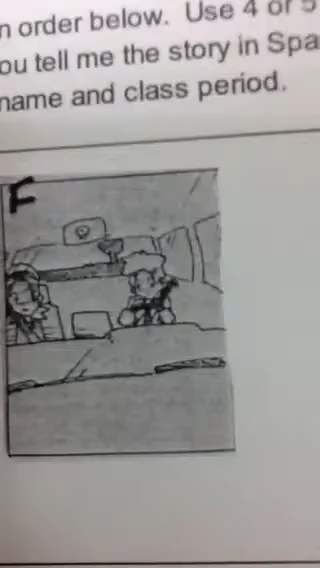 n order below. Use 4 or 5
ou tell me the story in Spa
name and class period.
F